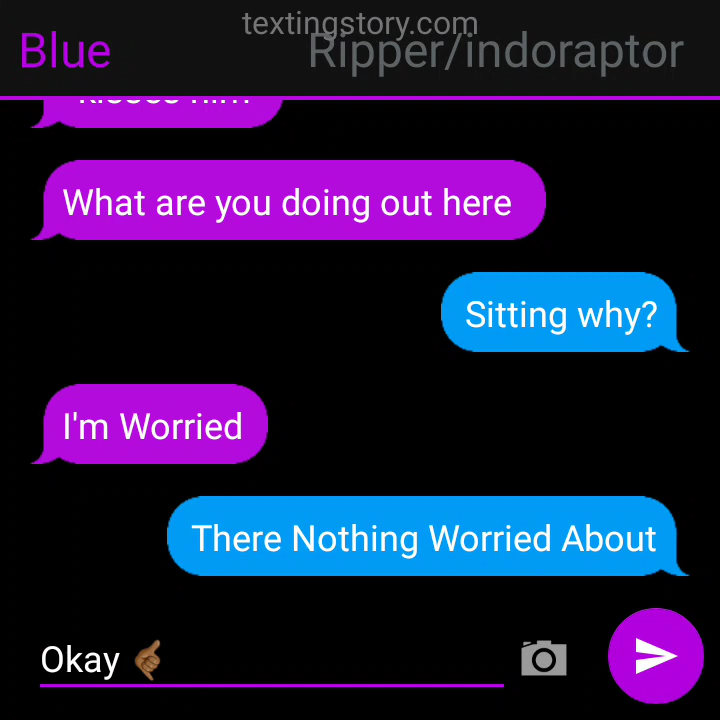 textingstory.com
Blue Ripper/indoraptor
What are you doing out here
Sitting why?
I'm Worried
There Nothing Worried About
Okay 🤙🏾